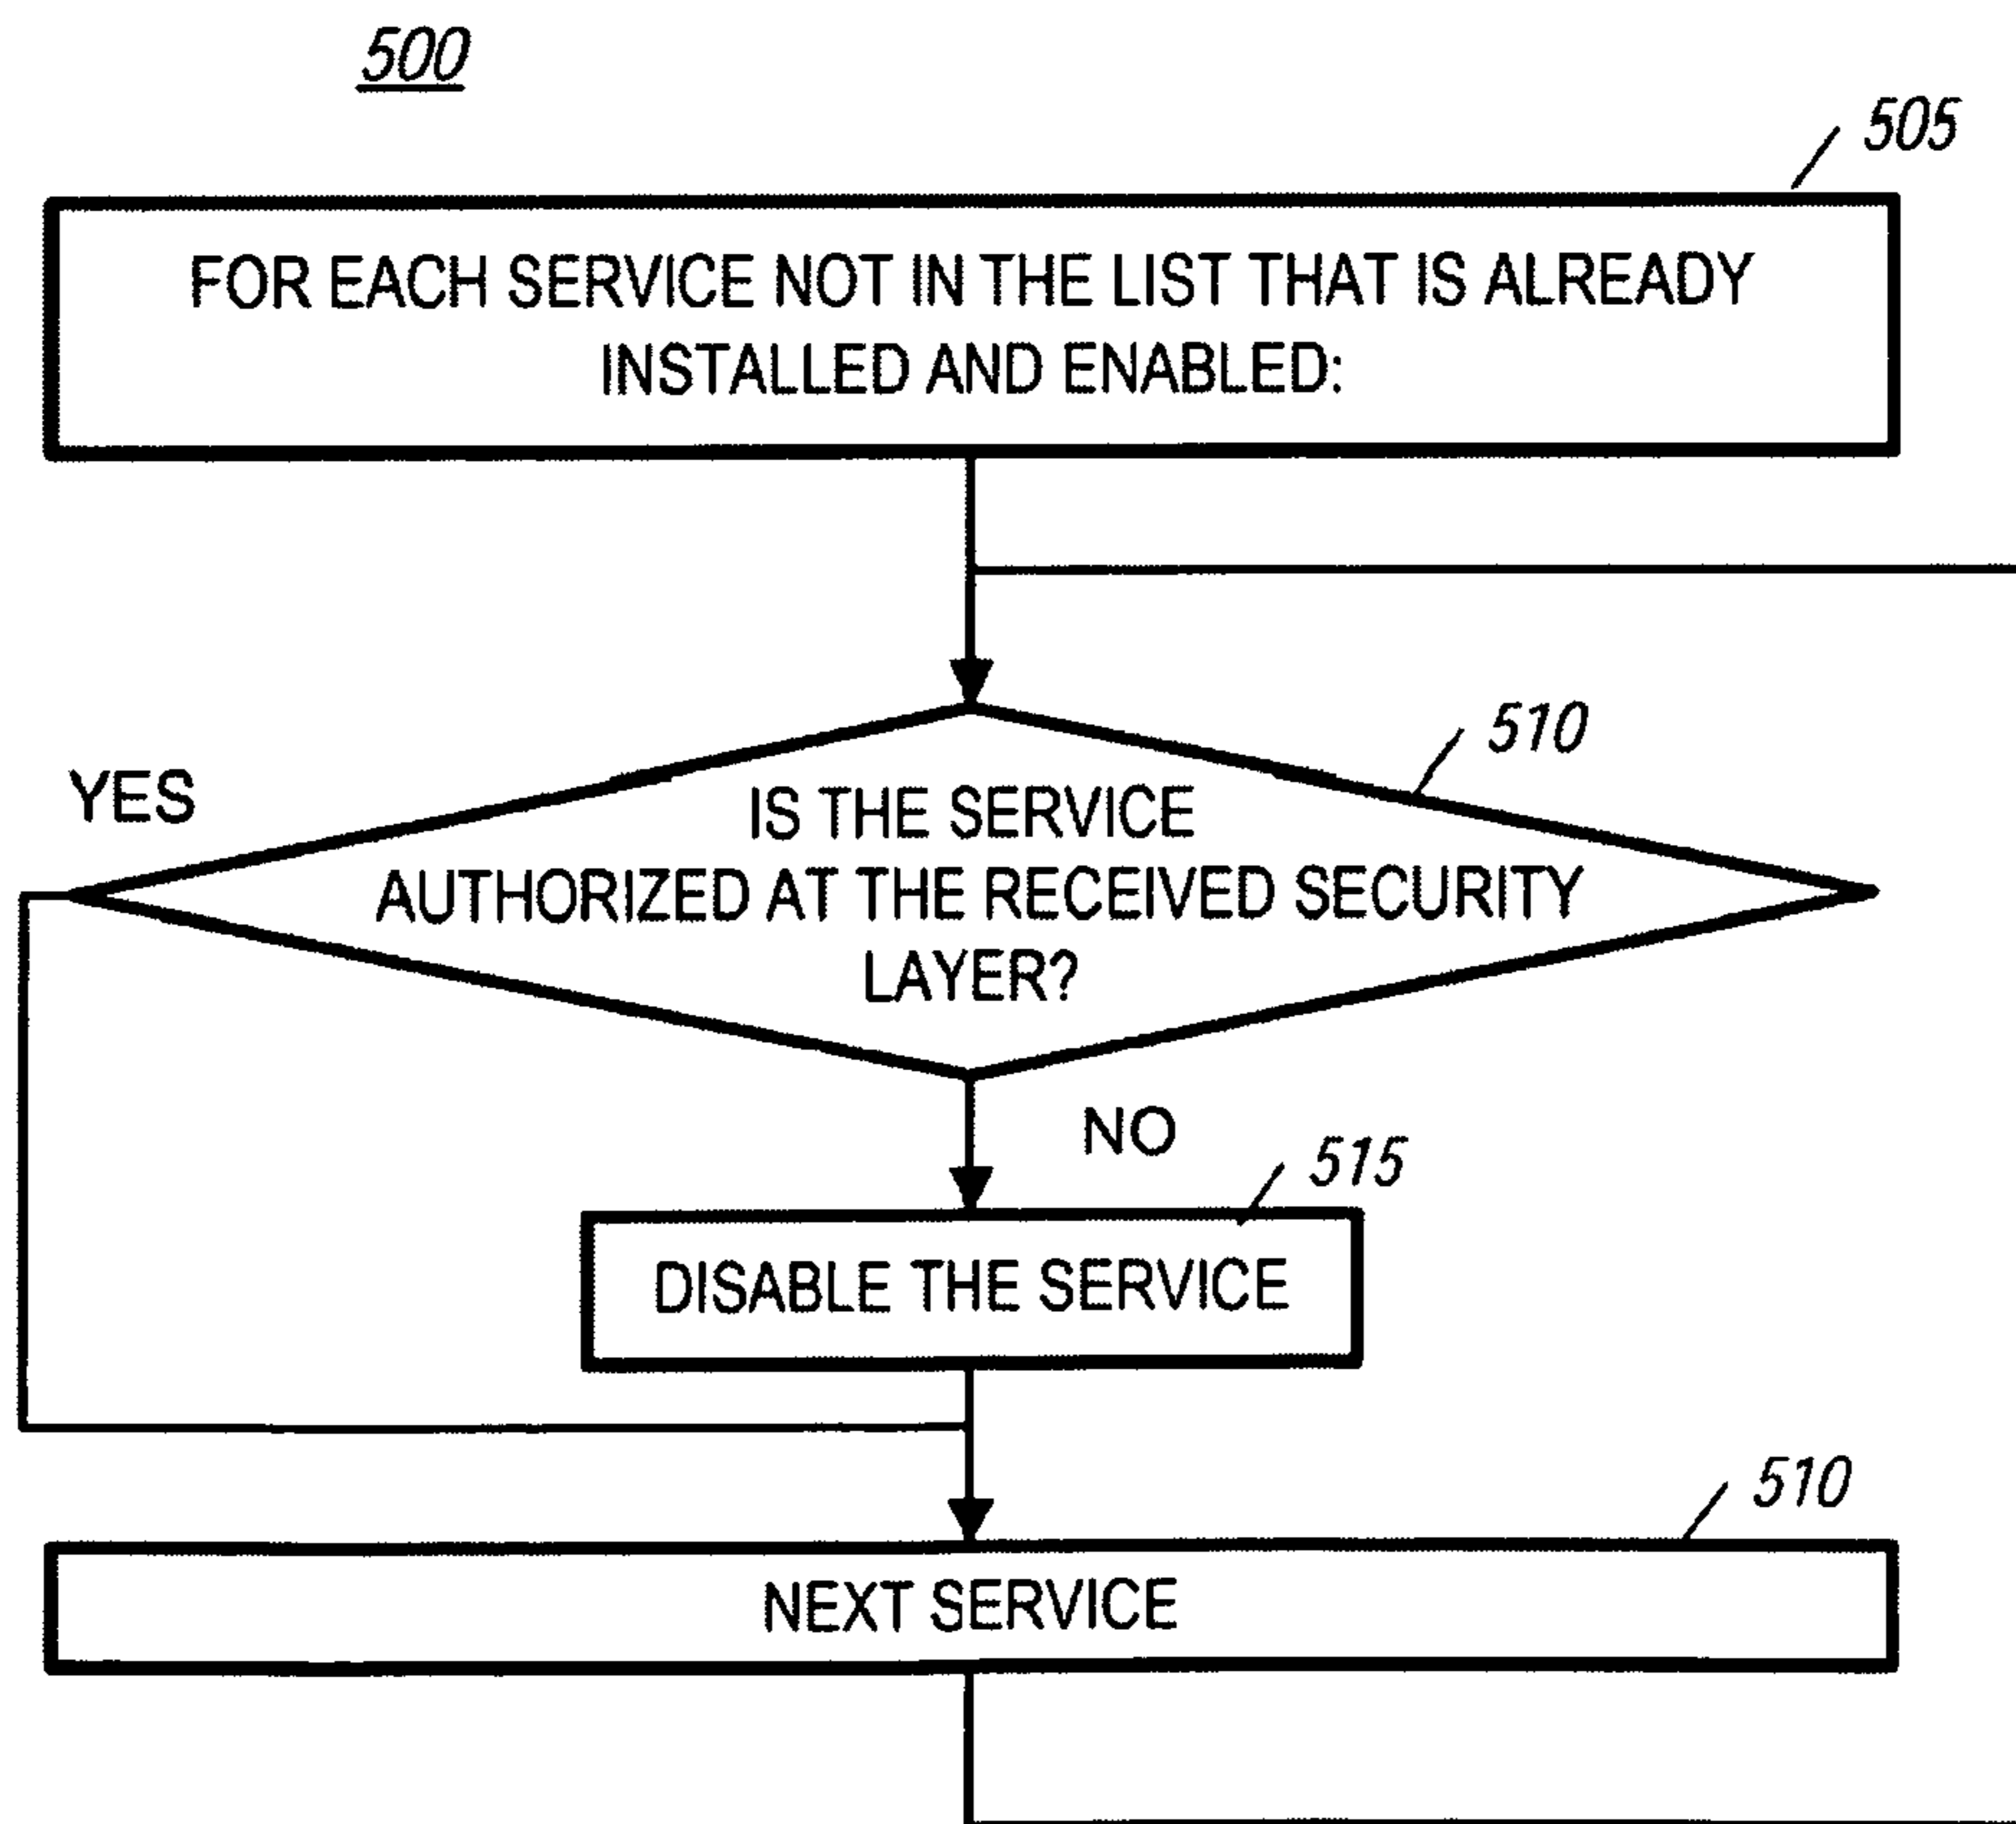 500
505
FOR EACH SERVICE NOT IN THE LIST THAT IS ALREADY
INSTALLED AND ENABLED:
510
YES
IS THE SERVICE
AUTHORIZED AT THE RECEIVED SECURITY
LAYER?
NO
515
DISABLE THE SERVICE
510
NEXT SERVICE